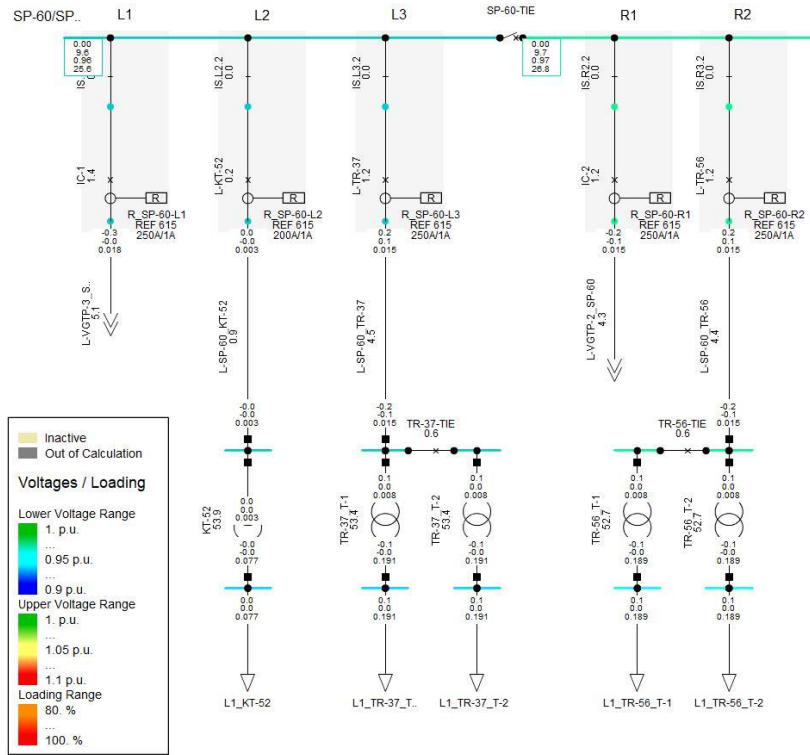 SP-60/SP..
L1
L2
L3
SP-60-TIE
R1
R2
0.00
9.6
0.96
25.6
0.00
9.7
0.97
26.8
0.0
IS.L2.2
0.0
IS.L3.2
0.0
IS.R2.2
0.0
IS.R3.2
0.0
IC-1
1.4
L-KT-52
0.2
L-TR-37
1.2
IC-2
1.2
L-TR-56
1.2
R
R
R
R
R
R_SP-60-L1
REF 615
250A/1A
R_SP-60-L2
REF 615
200A/1A
R_SP-60-L3
REF 615
250A/1A
R_SP-60-R1
REF 615
250A/1A
R_SP-60-R2
REF 615
250A/1A
-0.3
-0.0
0.018
0.0
-0.0
0.003
0.2
0.1
0.015
-0.2
-0.1
0.015
0.2
0.1
0.015
L-VGTP-3_S..
5.1
L-SP-60_KT-52
0.9
L-SP-60_TR-37
4.5
L-VGTP-2_SP-60
4.3
L-SP-60_TR-56
4.4
-0.0
-0.0
0.003
-0.2
-0.1
0.015
TR-37-TIE
0.6
TR-56-TIE
0.6
-0.2
-0.1
0.015
0.0
0.0
0.003
0.1
0.0
0.008
0.1
0.0
0.008
0.1
0.0
0.008
0.1
0.0
0.008
KT-52
53.9
TR-37_T-1
53.4
TR-37_T-2
53.4
TR-56_T-1
52.7
TR-56_T-2
52.7
-0.0
-0.0
0.077
-0.1
-0.0
0.191
-0.1
-0.0
0.191
-0.1
-0.0
0.189
-0.1
-0.0
0.189
0.0
0.0
0.077
0.1
0.0
0.191
0.1
0.0
0.191
0.1
0.0
0.189
0.1
0.0
0.189
L1_KT-52
L1_TR-37_T..
L1_TR-37_T-2
L1_TR-56_T-1
L1_TR-56_T-2
Inactive
Out of Calculation
Voltages / Loading
Lower Voltage Range
1. p.u.
...
0.95 p.u.
...
0.9 p.u.
Upper Voltage Range
1. p.u.
...
1.05 p.u.
...
1.1 p.u.
Loading Range
80. %
...
100. %